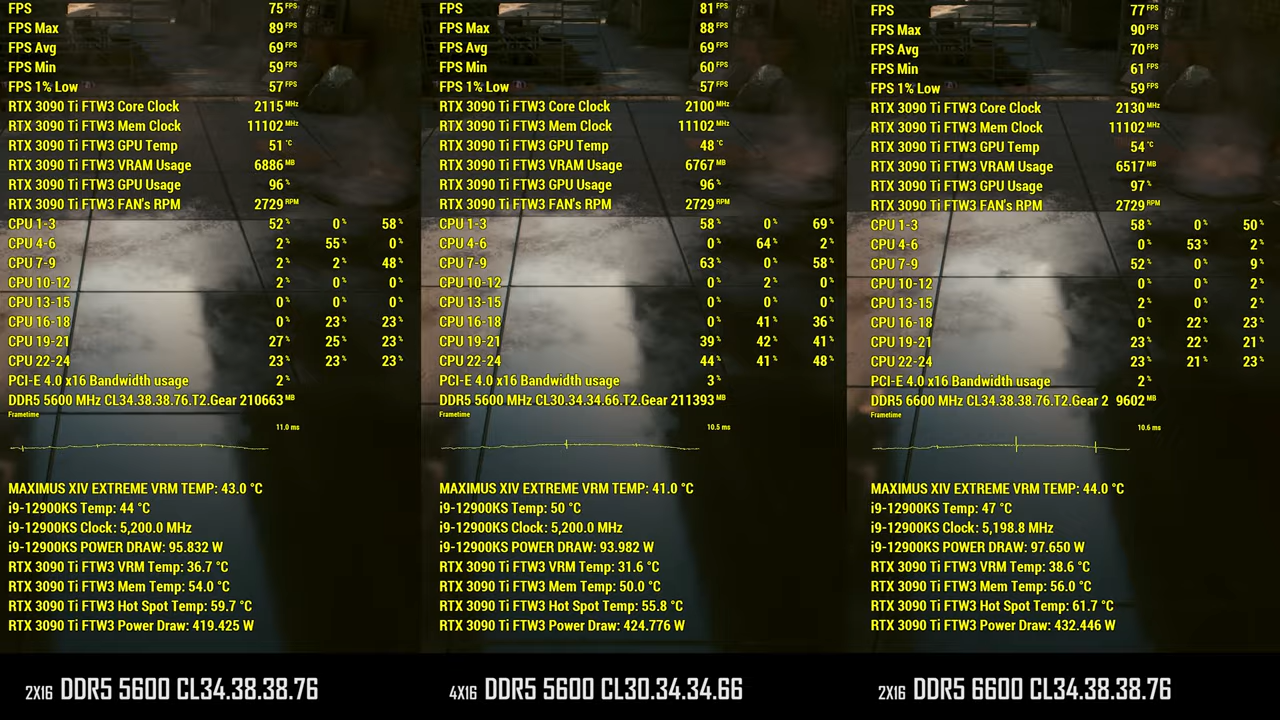 FPS 75 FPS
FPS Max 89 FPS
FPS Avg 69 FPS
FPS Min 59 FPS
FPS 1% Low 57 FPS
RTX 3090 Ti FTW3 Core Clock 2115 MHz
RTX 3090 Ti FTW3 Mem Clock 11102 MHz
RTX 3090 Ti FTW3 GPU Temp 51 °C
RTX 3090 Ti FTW3 VRAM Usage 6886 MB
RTX 3090 Ti FTW3 GPU Usage 96 %
RTX 3090 Ti FTW3 FAN's RPM 2729 RPM
CPU 1-3 52 % 0 % 58 %
CPU 4-6 2 % 55 % 0 %
CPU 7-9 2 % 2 % 48 %
CPU 10-12 2 % 0 % 0 %
CPU 13-15 0 % 0 % 0 %
CPU 16-18 0 % 23 % 23 %
CPU 19-21 27 % 25 % 23 %
CPU 22-24 23 % 23 % 23 %
PCI-E 4.0 x16 Bandwidth usage 2 %
DDR5 5600 MHz CL34.38.38.76.T2.Gear 210663 MB
Frametime
11.0 ms
MAXIMUS XIV EXTREME VRM TEMP: 43.0 °C
i9-12900KS Temp: 44 °C
i9-12900KS Clock: 5,200.0 MHz
i9-12900KS POWER DRAW: 95.832 W
RTX 3090 Ti FTW3 VRM Temp: 36.7 °C
RTX 3090 Ti FTW3 Mem Temp: 54.0 °C
RTX 3090 Ti FTW3 Hot Spot Temp: 59.7 °C
RTX 3090 Ti FTW3 Power Draw: 419.425 W
2X16 DDR5 5600 CL34.38.38.76
FPS 81 FPS
FPS Max 88 FPS
FPS Avg 69 FPS
FPS Min 60 FPS
FPS 1% Low 57 FPS
RTX 3090 Ti FTW3 Core Clock 2100 MHz
RTX 3090 Ti FTW3 Mem Clock 11102 MHz
RTX 3090 Ti FTW3 GPU Temp 48 °C
RTX 3090 Ti FTW3 VRAM Usage 6767 MB
RTX 3090 Ti FTW3 GPU Usage 96 %
RTX 3090 Ti FTW3 FAN's RPM 2729 RPM
CPU 1-3 58 % 0 % 69 %
CPU 4-6 0 % 64 % 2 %
CPU 7-9 63 % 0 % 58 %
CPU 10-12 0 % 2 % 0 %
CPU 13-15 0 % 0 % 0 %
CPU 16-18 0 % 41 % 36 %
CPU 19-21 39 % 42 % 41 %
CPU 22-24 44 % 41 % 48 %
PCI-E 4.0 x16 Bandwidth usage 3 %
DDR5 5600 MHz CL30.34.34.66.T2.Gear 211393 MB
Frametime
10.5 ms
MAXIMUS XIV EXTREME VRM TEMP: 41.0 °C
i9-12900KS Temp: 50 °C
i9-12900KS Clock: 5,200.0 MHz
i9-12900KS POWER DRAW: 93.982 W
RTX 3090 Ti FTW3 VRM Temp: 31.6 °C
RTX 3090 Ti FTW3 Mem Temp: 50.0 °C
RTX 3090 Ti FTW3 Hot Spot Temp: 55.8 °C
RTX 3090 Ti FTW3 Power Draw: 424.776 W
4X16 DDR5 5600 CL30.34.34.66
FPS 77 FPS
FPS Max 90 FPS
FPS Avg 70 FPS
FPS Min 61 FPS
FPS 1% Low 59 FPS
RTX 3090 Ti FTW3 Core Clock 2130 MHz
RTX 3090 Ti FTW3 Mem Clock 11102 MHz
RTX 3090 Ti FTW3 GPU Temp 54 °C
RTX 3090 Ti FTW3 VRAM Usage 6517 MB
RTX 3090 Ti FTW3 GPU Usage 97 %
RTX 3090 Ti FTW3 FAN's RPM 2729 RPM
CPU 1-3 58 % 0 % 50 %
CPU 4-6 0 % 53 % 2 %
CPU 7-9 52 % 0 % 9 %
CPU 10-12 0 % 0 % 2 %
CPU 13-15 2 % 0 % 2 %
CPU 16-18 0 % 22 % 23 %
CPU 19-21 23 % 22 % 21 %
CPU 22-24 23 % 21 % 23 %
PCI-E 4.0 x16 Bandwidth usage 2 %
DDR5 6600 MHz CL34.38.38.76.T2.Gear 2 9602 MB
Frametime
10.6 ms
MAXIMUS XIV EXTREME VRM TEMP: 44.0 °C
i9-12900KS Temp: 47 °C
i9-12900KS Clock: 5,198.8 MHz
i9-12900KS POWER DRAW: 97.650 W
RTX 3090 Ti FTW3 VRM Temp: 38.6 °C
RTX 3090 Ti FTW3 Mem Temp: 56.0 °C
RTX 3090 Ti FTW3 Hot Spot Temp: 61.7 °C
RTX 3090 Ti FTW3 Power Draw: 432.446 W
2X16 DDR5 6600 CL34.38.38.76